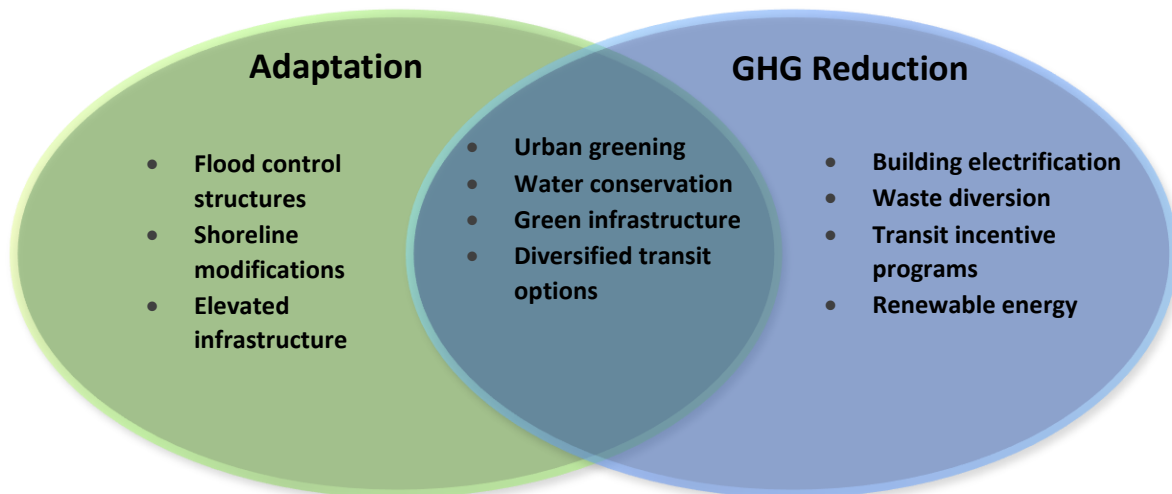 Adaptation
• Flood control
structures
• Shoreline
modifications
• Elevated
infrastructure
• Urban greening
• Water conservation
• Green infrastructure
• Diversified transit
options
GHG Reduction
• Building electrification
• Waste diversion
• Transit incentive
programs
• Renewable energy